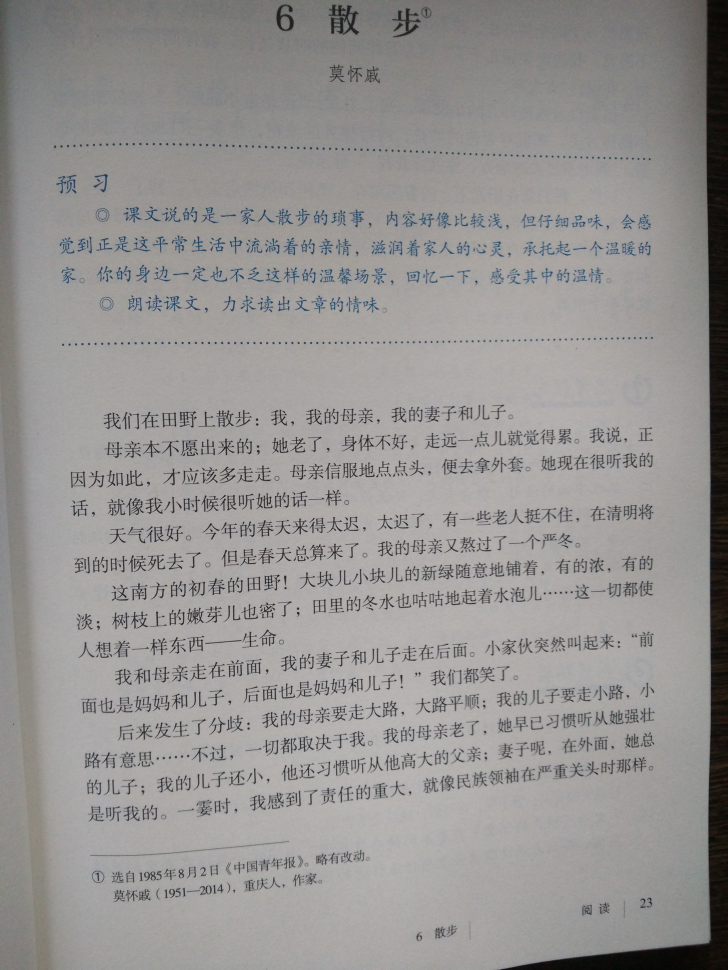 6 散 步①
莫怀戚
预 习
◎ 课文说的是一家人散步的琐事，内容好像比较浅，但仔细品味，会感
觉到正是这平常生活中流淌着的亲情，滋润着家人的心灵，承托起一个温暖的
家。你的身边一定也不乏这样的温馨场景，回忆一下，感受其中的温情。
◎ 朗读课文，力求读出文章的情味。
我们在田野上散步：我，我的母亲，我的妻子和儿子。
母亲本不愿出来的；她老了，身体不好，走远一点儿就觉得累。我说，正
因为如此，才应该多走走。母亲信服地点点头，便去拿外套。她现在很听我的
话，就像我小时候很听她的话一样。
天气很好。今年的春天来得太迟，太迟了，有一些老人挺不住，在清明将
到的时候死去了。但是春天总算来了。我的母亲又熬过了一个严冬。
这南方的初春的田野！大块儿小块儿的新绿随意地铺着，有的浓，有的
淡；树枝上的嫩芽儿也密了；田里的冬水也咕咕地起着水泡儿……这一切都使
人想着一样东西——生命。
我和母亲走在前面，我的妻子和儿子走在后面。小家伙突然叫起来：“前
面也是妈妈和儿子，后面也是妈妈和儿子！”我们都笑了。
后来发生了分歧：我的母亲要走大路，大路平顺；我的儿子要走小路，小
路有意思……不过，一切都取决于我。我的母亲老了，她早已习惯听从她强壮
的儿子；我的儿子还小，他还习惯听从他高大的父亲；妻子呢，在外面，她总
是听我的。一霎时，我感到了责任的重大，就像民族领袖在严重关头时那样。
① 选自1985年8月2日《中国青年报》。略有改动。
莫怀戚（1951—2014），重庆人，作家。
6 散步
阅读 23